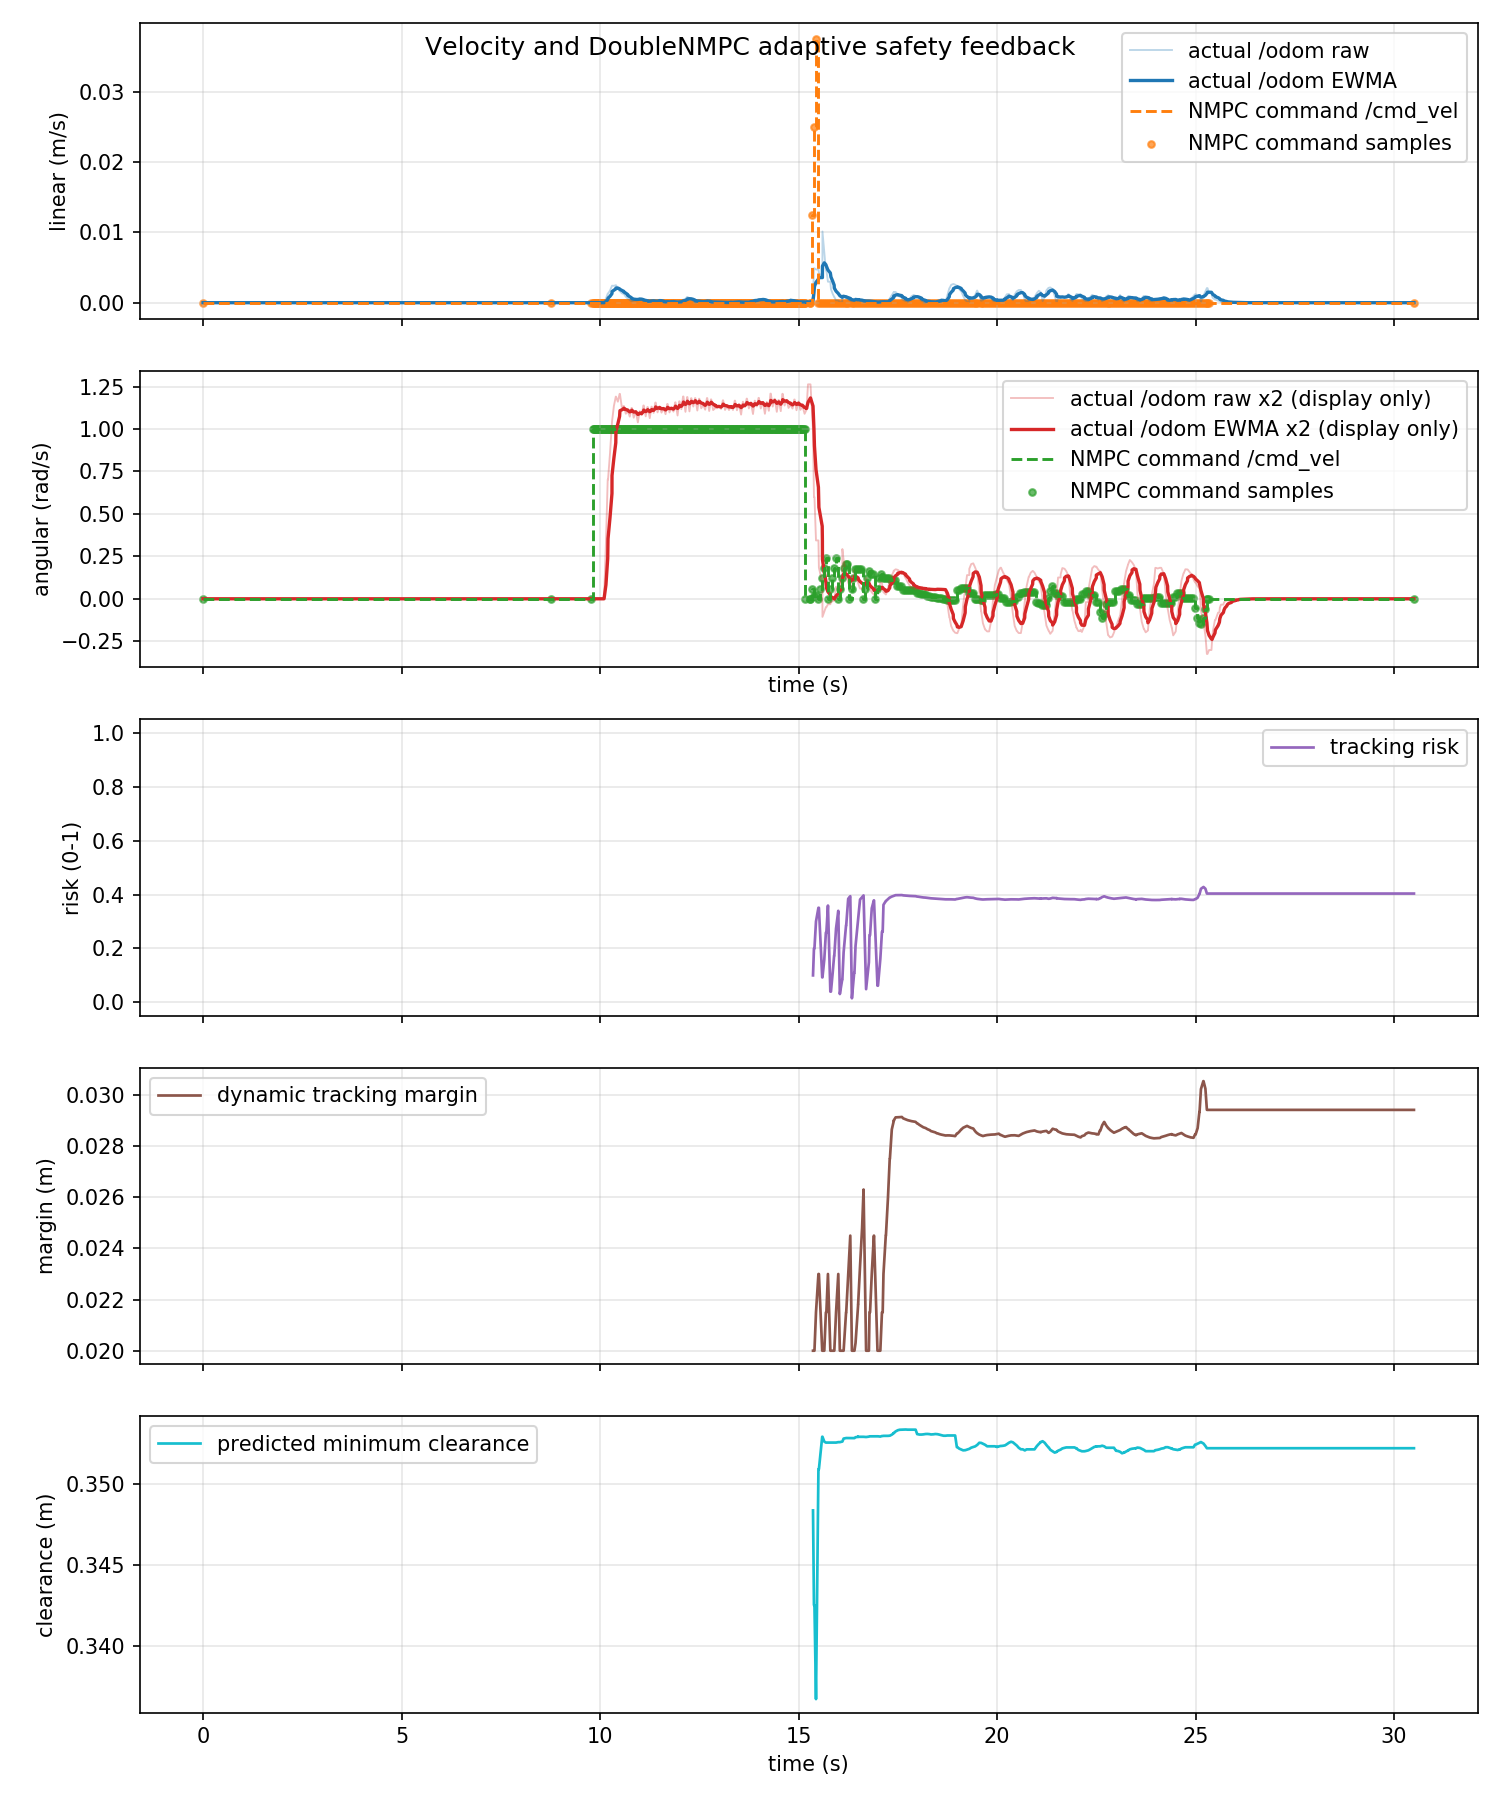 Velocity and DoubleNMPC adaptive safety feedback
linear (m/s)
0.03
0.02
0.01
0.00
actual /odom raw
actual /odom EWMA
NMPC command /cmd_vel
NMPC command samples
angular (rad/s)
1.25
1.00
0.75
0.50
0.25
0.00
−0.25
actual /odom raw x2 (display only)
actual /odom EWMA x2 (display only)
NMPC command /cmd_vel
NMPC command samples
time (s)
risk (0-1)
1.0
0.8
0.6
0.4
0.2
0.0
tracking risk
margin (m)
0.030
0.028
0.026
0.024
0.022
0.020
dynamic tracking margin
clearance (m)
0.350
0.345
0.340
predicted minimum clearance
0 5 10 15 20 25 30
time (s)